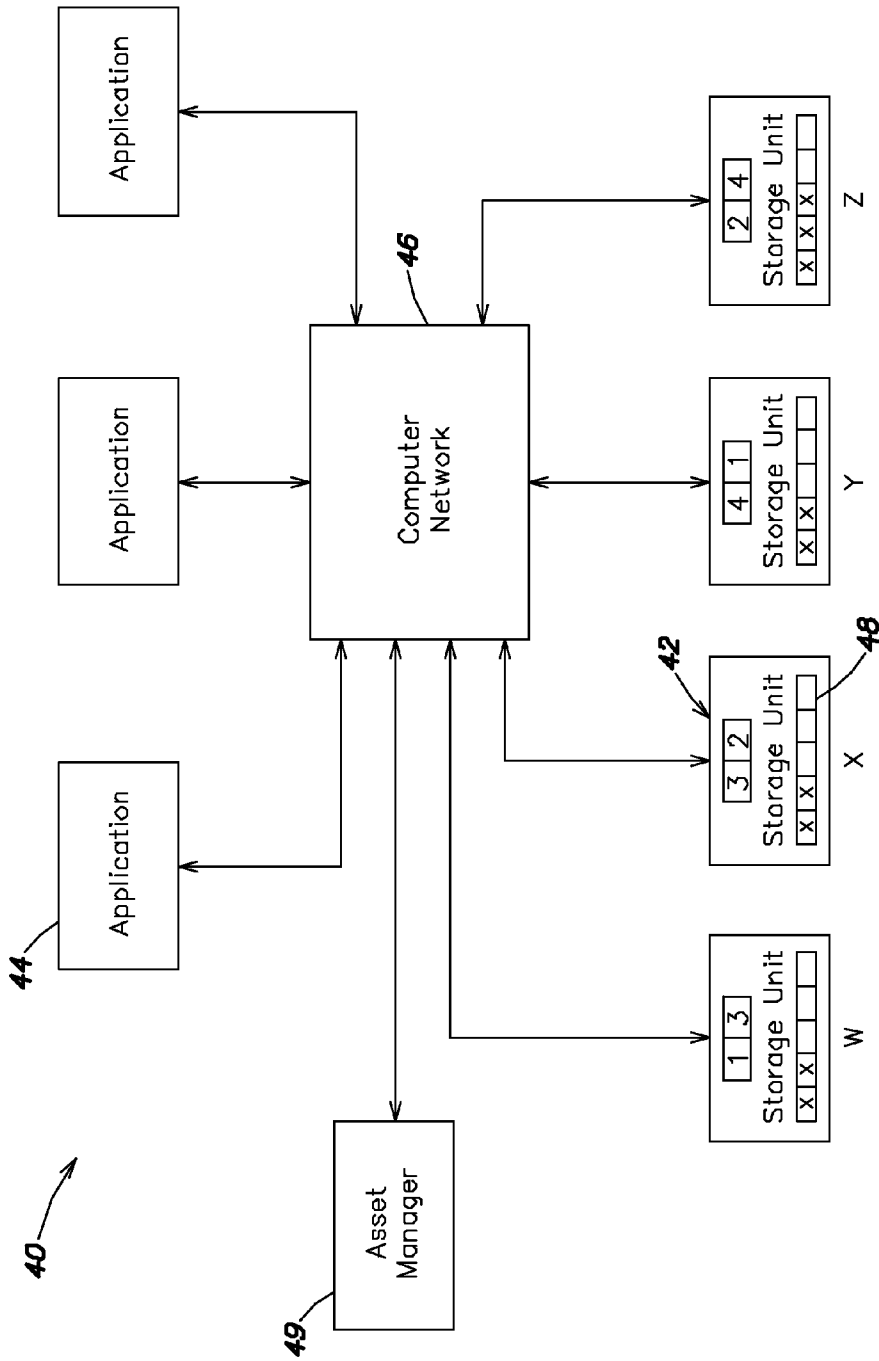 40
44
Application
Application
Application
49
Asset
Manager
Computer
Network
46
42
1 3
Storage Unit
x x
W
3 2
Storage Unit
x x
48
X
4 1
Storage Unit
x x
Y
2 4
Storage Unit
x x x
Z